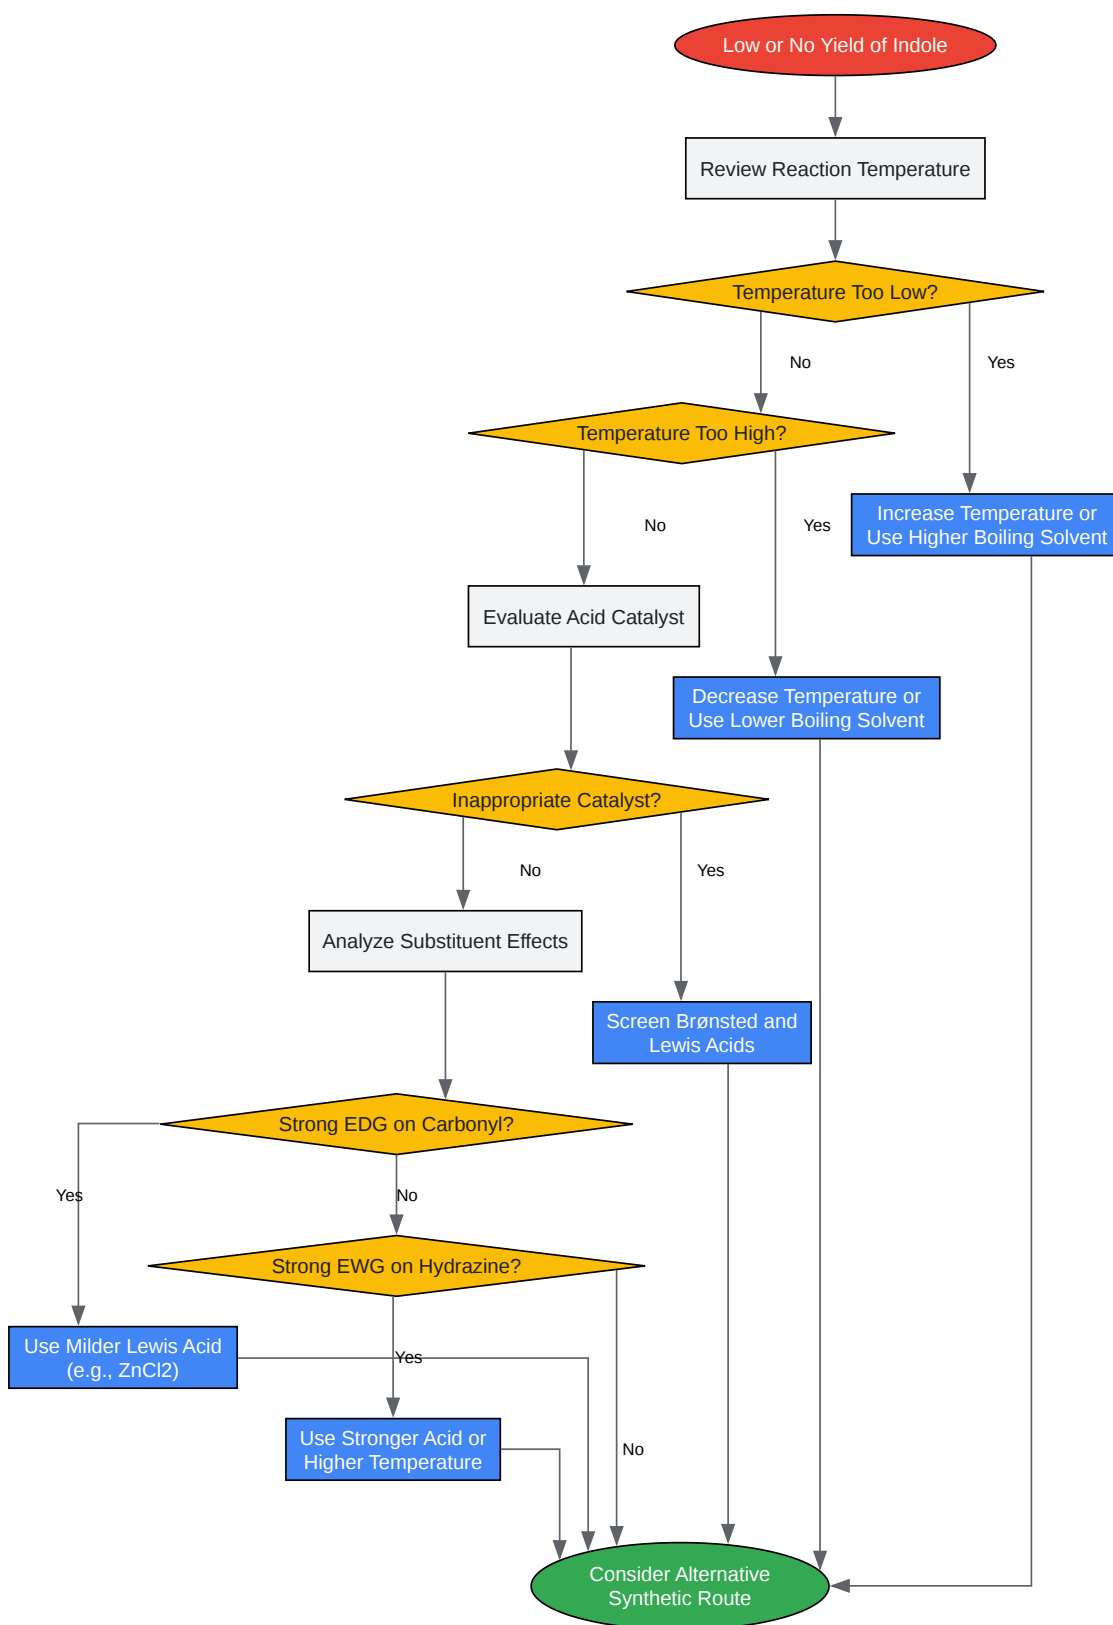 Low or No Yield of Indole
Review Reaction Temperature
Temperature Too Low?
No
Yes
Temperature Too High?
Increase Temperature or
Use Higher Boiling Solvent
No
Yes
Evaluate Acid Catalyst
Decrease Temperature or
Use Lower Boiling Solvent
Inappropriate Catalyst?
No
Yes
Analyze Substituent Effects
Screen Brønsted and
Lewis Acids
Strong EDG on Carbonyl?
Yes
No
Strong EWG on Hydrazine?
Use Milder Lewis Acid
(e.g., ZnCl2)
Yes
Use Stronger Acid or
Higher Temperature
No
Consider Alternative
Synthetic Route